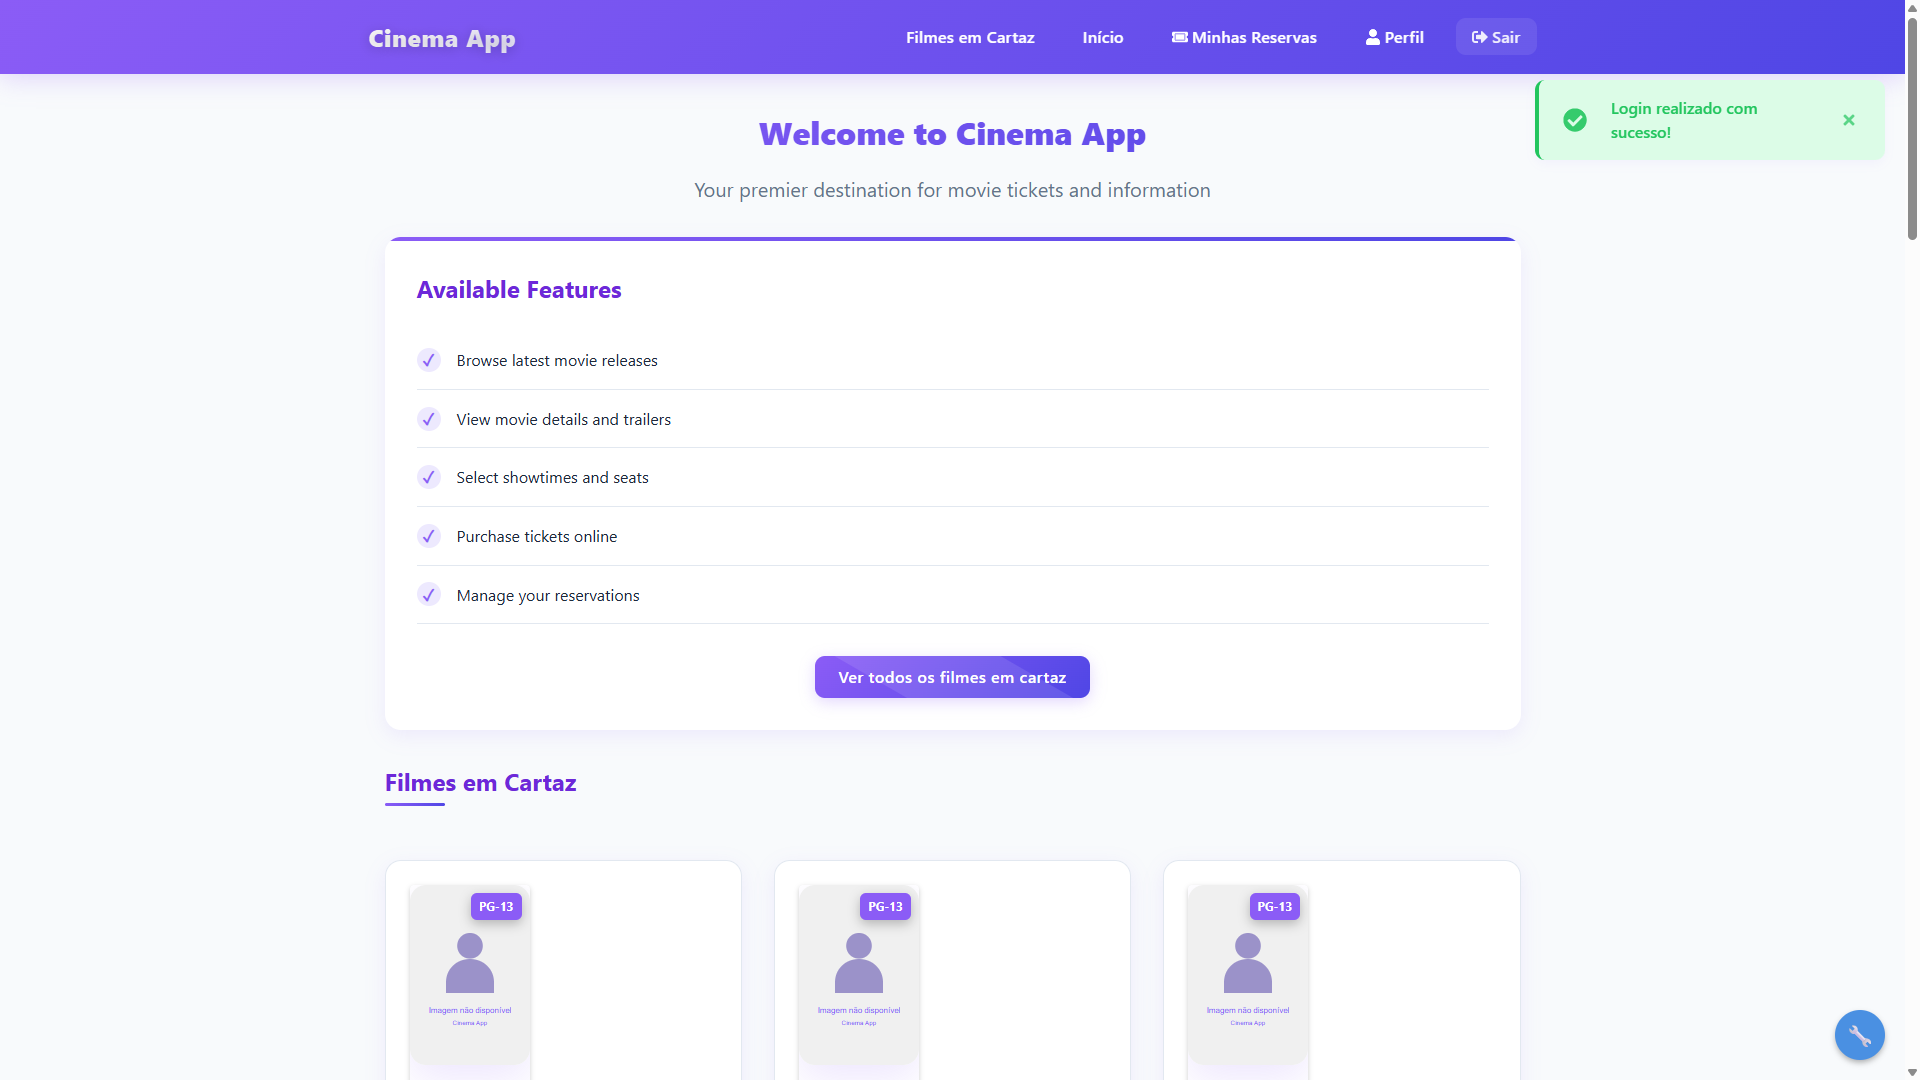 Cinema App
Filmes em Cartaz
Início
Minhas Reservas
Perfil
Sair
Login realizado com
sucesso!
Welcome to Cinema App
Your premier destination for movie tickets and information
Available Features
Browse latest movie releases
View movie details and trailers
Select showtimes and seats
Purchase tickets online
Manage your reservations
Ver todos os filmes em cartaz
Filmes em Cartaz
PG-13
Imagem não disponível
Cinema App
PG-13
Imagem não disponível
Cinema App
PG-13
Imagem não disponível
Cinema App